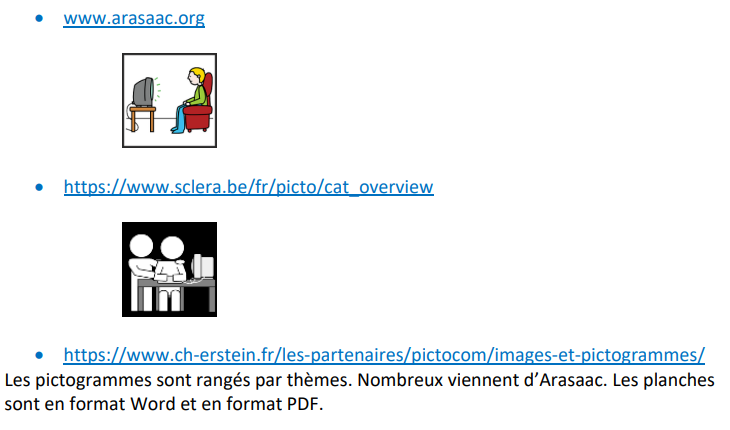 • www.arasaac.org
• https://www.sclera.be/fr/picto/cat_overview
• https://www.ch-erstein.fr/les-partenaires/pictocom/images-et-pictogrammes/
Les pictogrammes sont rangés par thèmes. Nombreux viennent d’Arasaac. Les planches
sont en format Word et en format PDF.